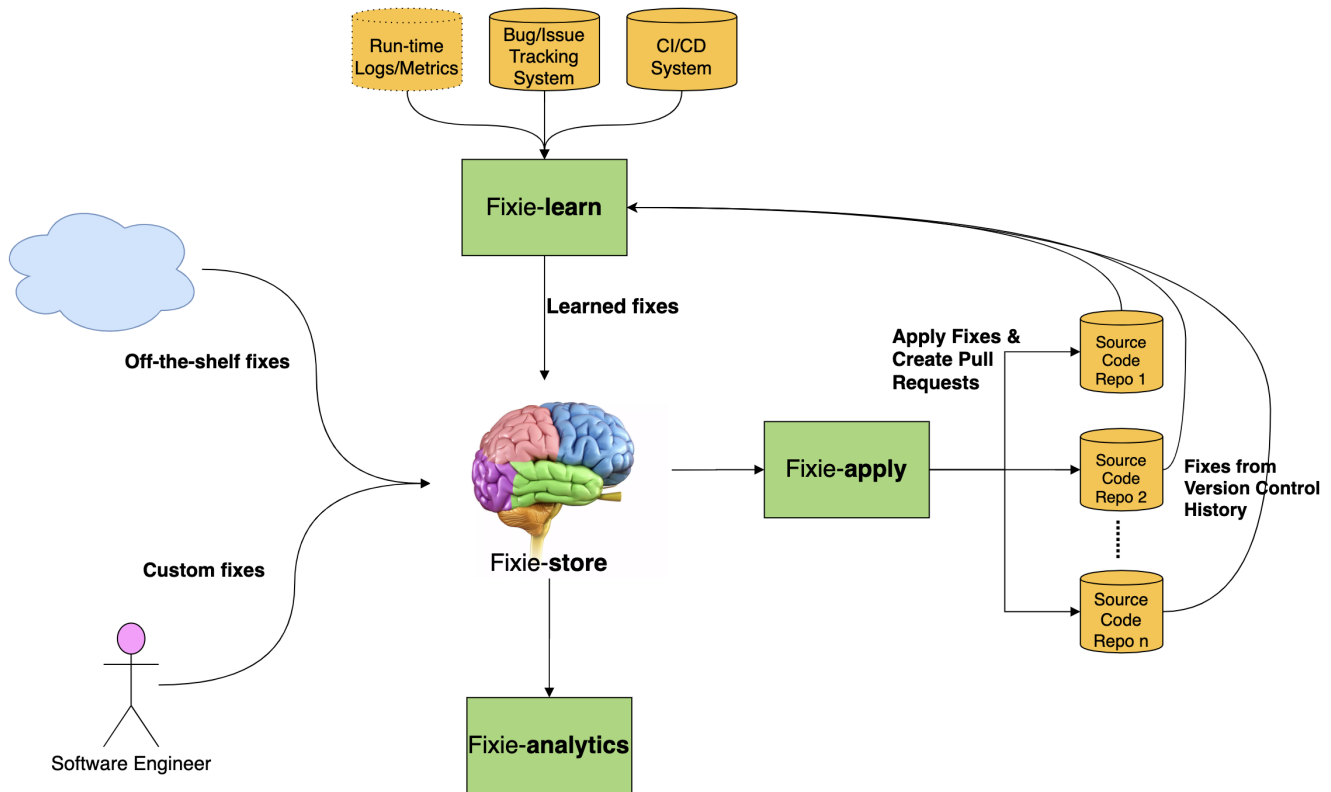 Run-time
Logs/Metrics
Bug/Issue
Tracking
System
CI/CD
System
Fixie-learn
Learned fixes
Off-the-shelf fixes
Apply Fixes &
Create Pull
Requests
Source
Code
Repo 1
Fixie-apply
Source
Code
Repo 2
Fixes from
Version Control
History
Fixie-store
Custom fixes
Source
Code
Repo n
Fixie-analytics
Software Engineer